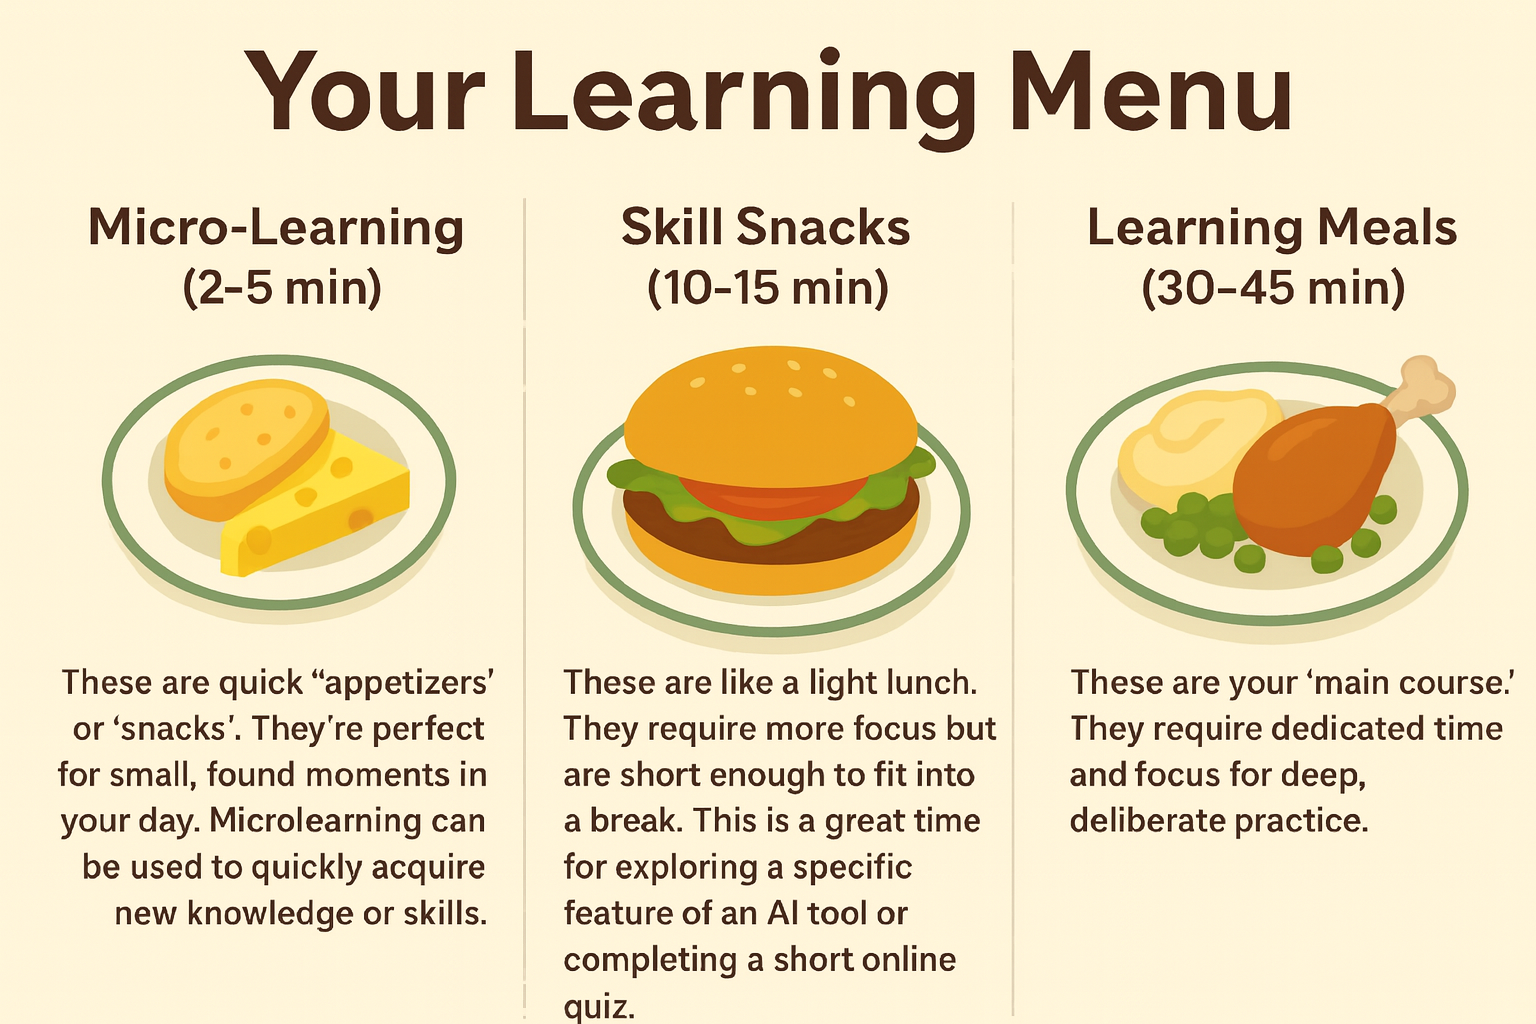 Your Learning Menu
Micro-Learning
(2–5 min)
These are quick “appetizers’
or ‘snacks’. They’re perfect
for small, found moments in
your day. Microlearning can
be used to quickly acquire
new knowledge or skills.
Skill Snacks
(10-15 min)
These are like a light lunch.
They require more focus but
are short enough to fit into
a break. This is a great time
for exploring a specific
feature of an AI tool or
completing a short online
quiz.
Learning Meals
(30–45 min)
These are your ‘main course.’
They require dedicated time
and focus for deep,
deliberate practice.